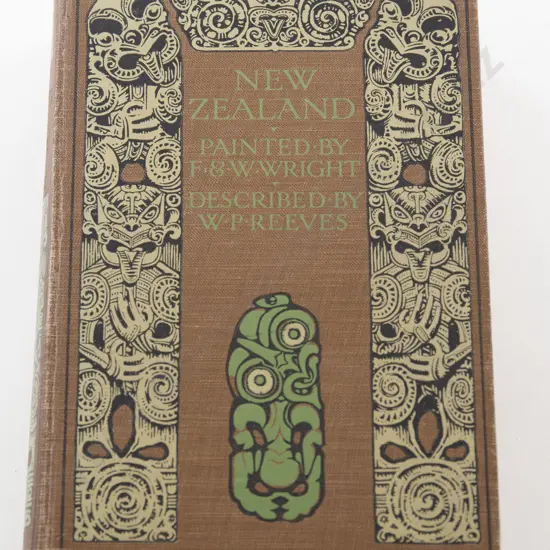 NEW
ZEALAND
PAINTED·BY
F·&·W·WRIGHT
DESCRIBED·BY
W·P·REEVES